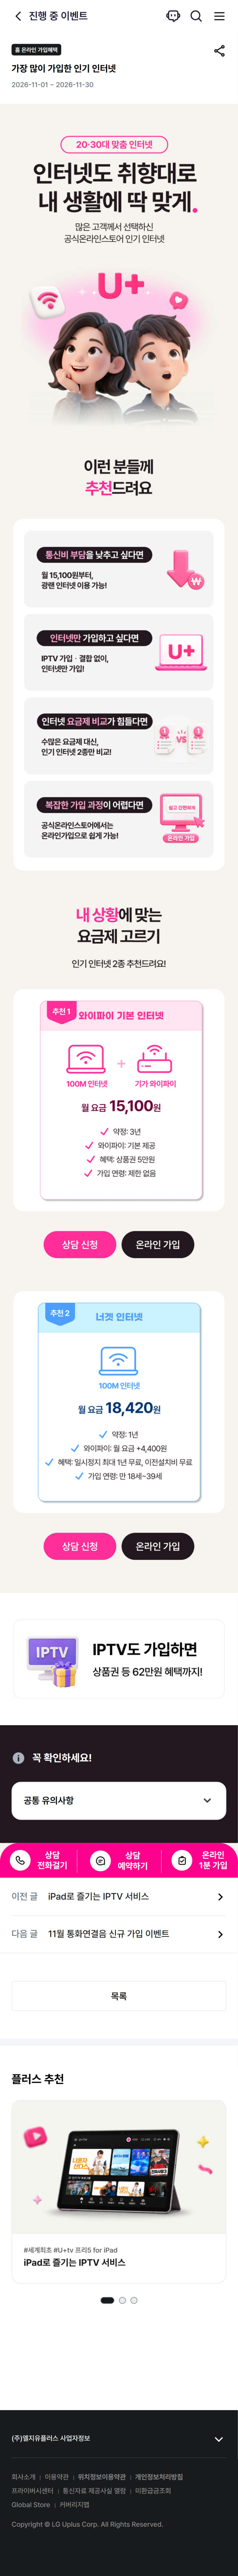 진행 중 이벤트
홈 온라인 가입혜택
가장 많이 가입한 인기 인터넷
2026-11-01 ~ 2026-11-30
20·30대 맞춤 인터넷
인터넷도 취향대로
내 생활에 딱 맞게.
많은 고객께서 선택하신
공식온라인스토어 인기 인터넷
U+
이런 분들께
추천드려요
통신비 부담을 낮추고 싶다면
월 15,100원부터,
광랜 인터넷 이용 가능!
₩
인터넷만 가입하고 싶다면
IPTV 가입 · 결합 없이,
인터넷만 가입!
U+
인터넷 요금제 비교가 힘들다면
수많은 요금제 대신,
인기 인터넷 2종만 비교!
VS
복잡한 가입 과정이 어렵다면
공식온라인스토어에서는
온라인가입으로 쉽게 가능!
쉽고 간편하게
온라인 가입
내 상황에 맞는
요금제 고르기
인기 인터넷 2종 추천드려요!
추천 1
와이파이 기본 인터넷
100M 인터넷
+
기가 와이파이
월 요금 15,100원
약정: 3년
와이파이: 기본 제공
혜택: 상품권 5만원
가입 연령: 제한 없음
상담 신청
온라인 가입
추천 2
너겟 인터넷
100M 인터넷
월 요금 18,420원
약정: 1년
와이파이: 월 요금 +4,400원
혜택: 일시정지 최대 1년 무료, 이전설치비 무료
가입 연령: 만 18세~39세
상담 신청
온라인 가입
IPTV
IPTV도 가입하면
상품권 등 62만원 혜택까지!
꼭 확인하세요!
공통 유의사항
상담
전화걸기
상담
예약하기
온라인
1분 가입
이전 글 iPad로 즐기는 IPTV 서비스
다음 글 11월 통화연결음 신규 가입 이벤트
목록
플러스 추천
#세계최초 #U+tv 프리5 for iPad
iPad로 즐기는 IPTV 서비스
(주)엘지유플러스 사업자정보
회사소개 이용약관 위치정보이용약관 개인정보처리방침
프라이버시센터 통신자료 제공사실 열람 미환급금조회
Global Store 커버리지맵
Copyright © LG Uplus Corp. All Rights Reserved.